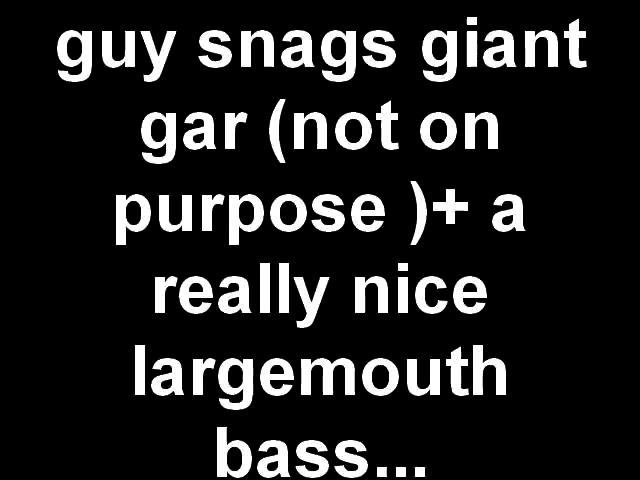 guy snags giant
gar (not on
purpose )+ a
really nice
largemouth
bass...